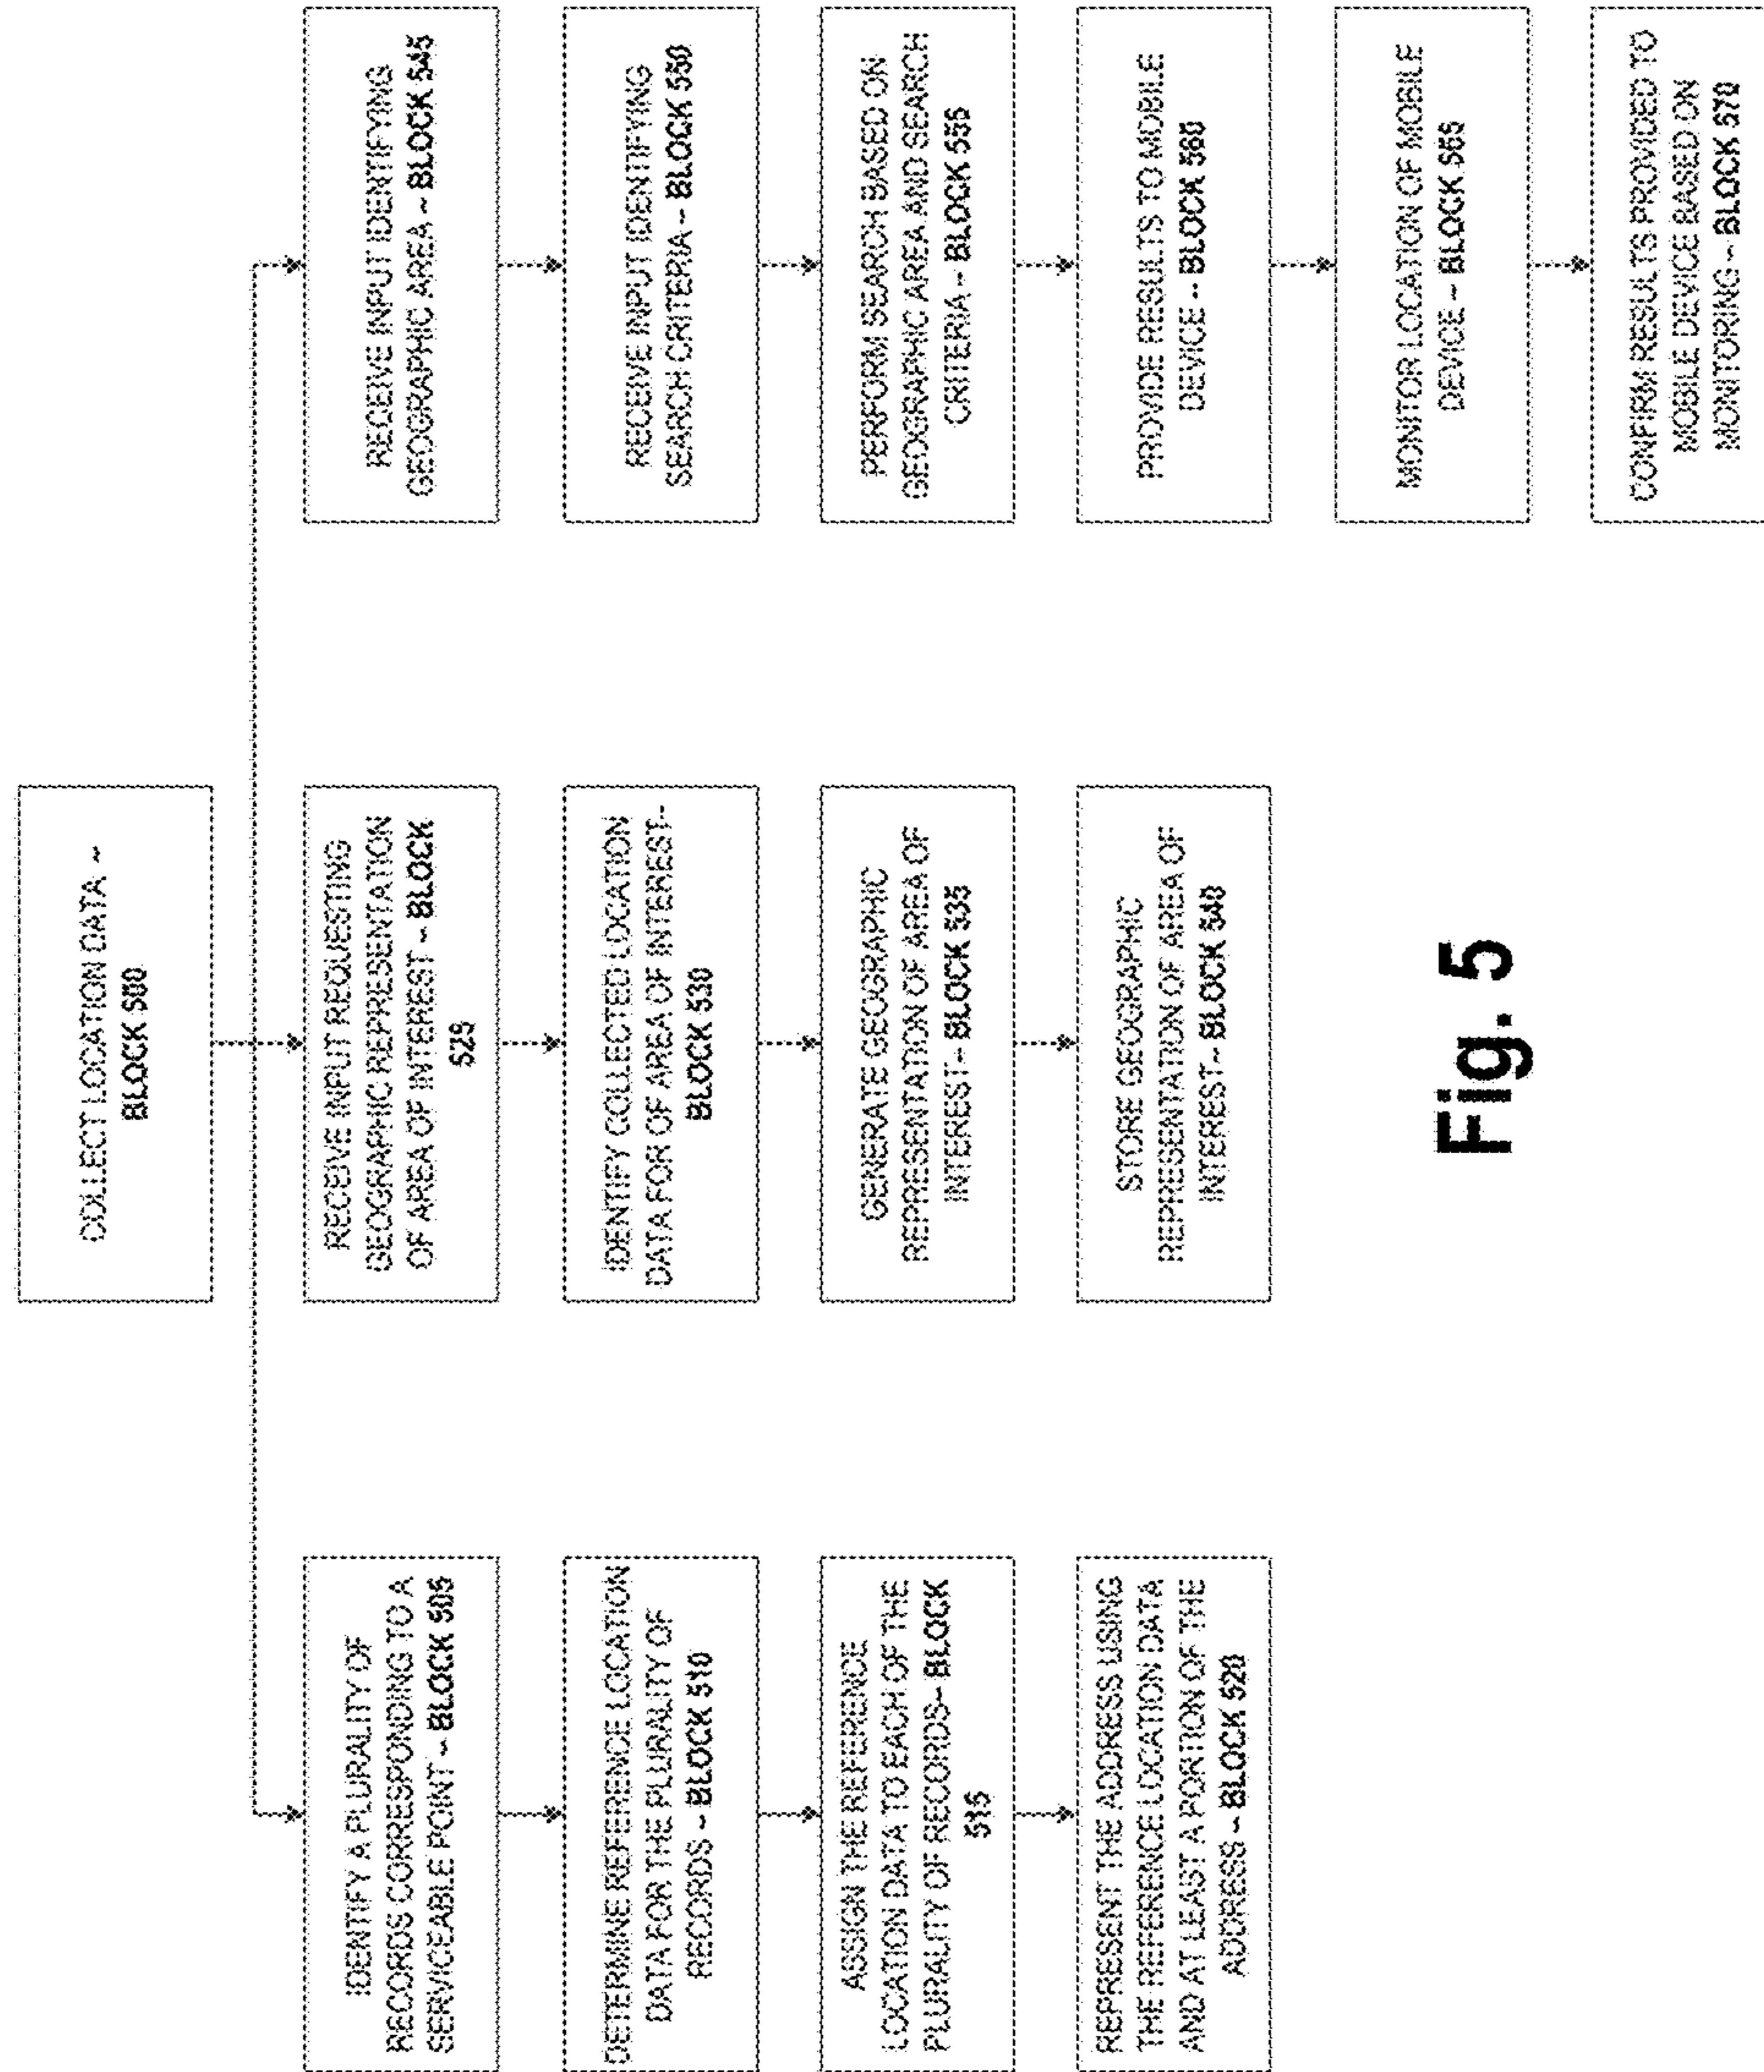 COLLECT LOCATION DATA ~
BLOCK 500
IDENTIFY A PLURALITY OF
RECORDS CORRESPONDING TO A
SERVICEABLE POINT ~ BLOCK 505
DETERMINE REFERENCE LOCATION
DATA FOR THE PLURALITY OF
RECORDS ~ BLOCK 510
ASSIGN THE REFERENCE
LOCATION DATA TO EACH OF THE
PLURALITY OF RECORDS~ BLOCK
515
REPRESENT THE ADDRESS USING
THE REFERENCE LOCATION DATA
AND AT LEAST A PORTION OF THE
ADDRESS ~ BLOCK 520
RECEIVE INPUT REQUESTING
GEOGRAPHIC REPRESENTATION
OF AREA OF INTEREST ~ BLOCK
525
IDENTIFY COLLECTED LOCATION
DATA FOR OF AREA OF INTEREST-
BLOCK 530
GENERATE GEOGRAPHIC
REPRESENTATION OF AREA OF
INTEREST~ BLOCK 535
STORE GEOGRAPHIC
REPRESENTATION OF AREA OF
INTEREST~ BLOCK 540
RECEIVE INPUT IDENTIFYING
GEOGRAPHIC AREA ~ BLOCK 545
RECEIVE INPUT IDENTIFYING
SEARCH CRITERIA ~ BLOCK 550
PERFORM SEARCH BASED ON
GEOGRAPHIC AREA AND SEARCH
CRITERIA ~ BLOCK 555
PROVIDE RESULTS TO MOBILE
DEVICE ~ BLOCK 560
MONITOR LOCATION OF MOBILE
DEVICE ~ BLOCK 565
CONFIRM RESULTS PROVIDED TO
MOBILE DEVICE BASED ON
MONITORING ~ BLOCK 570
Fig. 5